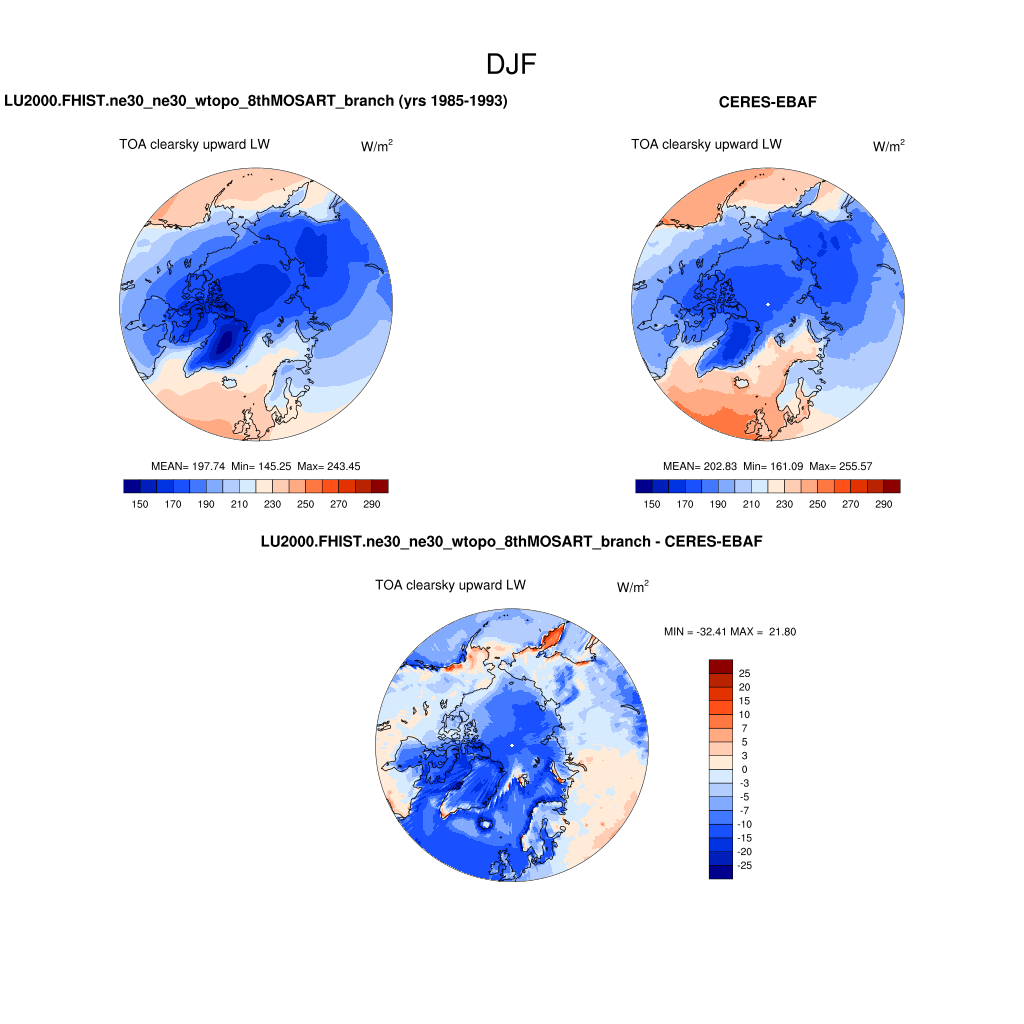 DJF
LU2000.FHIST.ne30_ne30_wtopo_8thMOSART_branch (yrs 1985-1993)
CERES-EBAF
TOA clearsky upward LW W/m2
TOA clearsky upward LW W/m2
MEAN= 197.74 Min= 145.25 Max= 243.45
MEAN= 202.83 Min= 161.09 Max= 255.57
150 170 190 210 230 250 270 290
150 170 190 210 230 250 270 290
LU2000.FHIST.ne30_ne30_wtopo_8thMOSART_branch - CERES-EBAF
TOA clearsky upward LW W/m2
MIN = -32.41 MAX = 21.80
25
20
15
10
7
5
3
0
-3
-5
-7
-10
-15
-20
-25